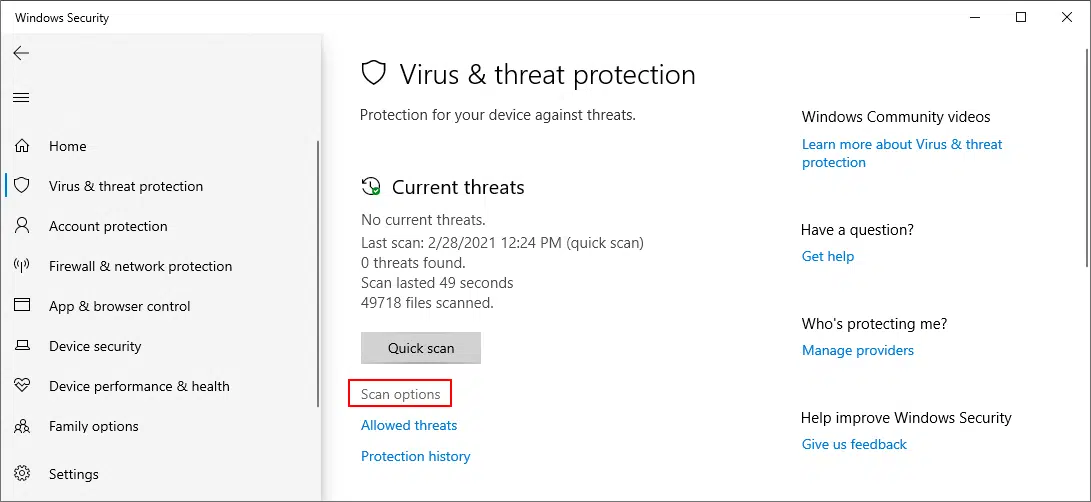 Windows Security
Home
Virus & threat protection
Account protection
Firewall & network protection
App & browser control
Device security
Device performance & health
Family options
Settings
Virus & threat protection
Protection for your device against threats.
Current threats
No current threats.
Last scan: 2/28/2021 12:24 PM (quick scan)
0 threats found.
Scan lasted 49 seconds
49718 files scanned.
Quick scan
Scan options
Allowed threats
Protection history
Windows Community videos
Learn more about Virus & threat
protection
Have a question?
Get help
Who's protecting me?
Manage providers
Help improve Windows Security
Give us feedback